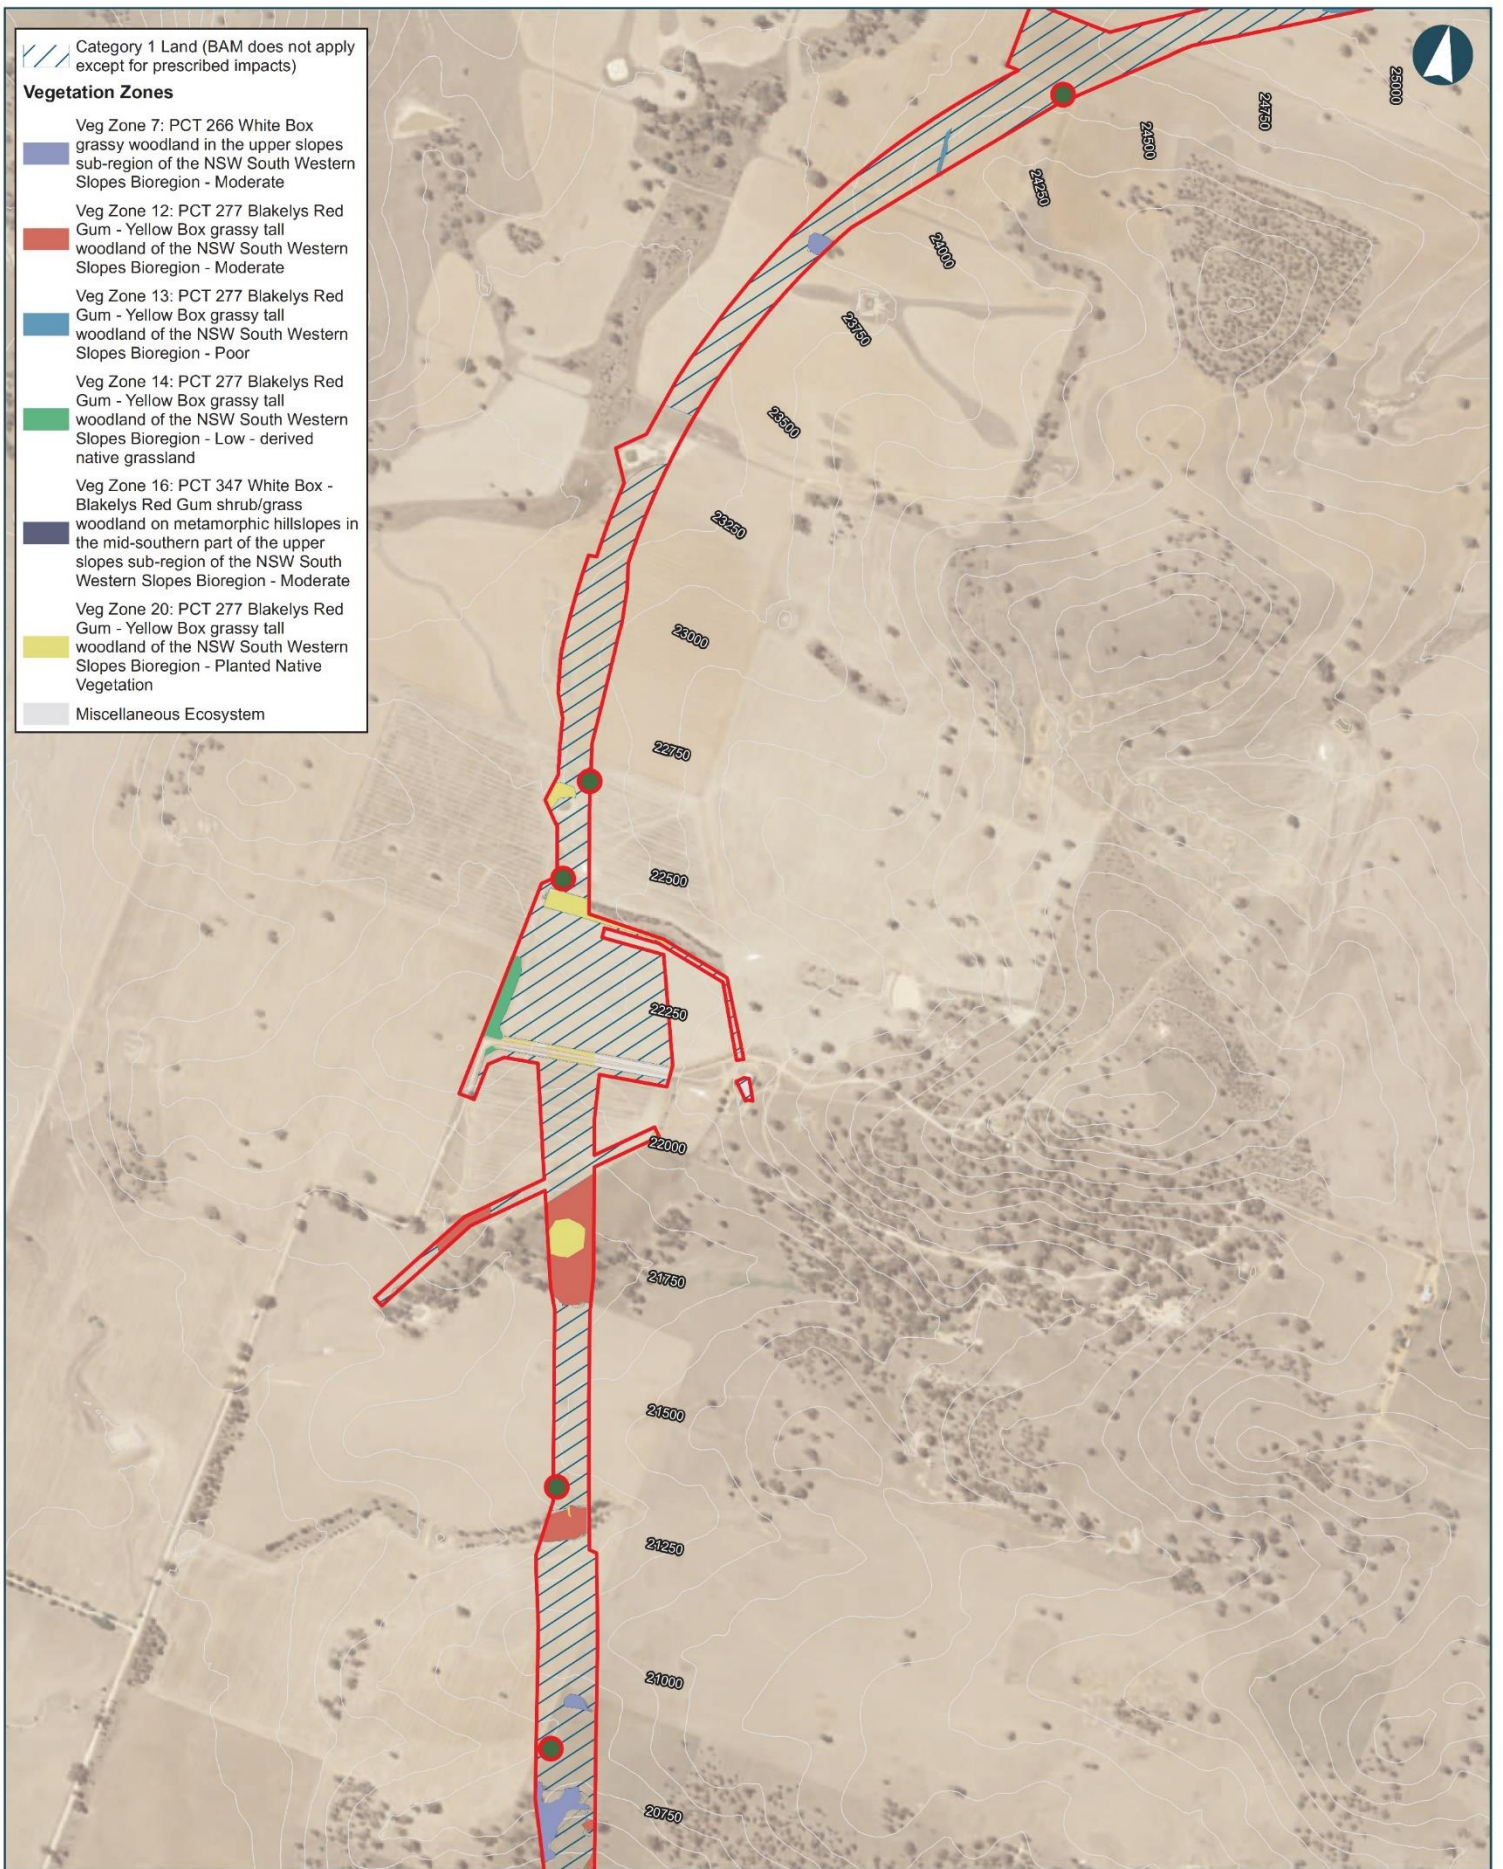 Category 1 Land (BAM does not apply
except for prescribed impacts)
Vegetation Zones
Veg Zone 7: PCT 266 White Box
grassy woodland in the upper slopes
sub-region of the NSW South Western
Slopes Bioregion - Moderate
Veg Zone 12: PCT 277 Blakelys Red
Gum - Yellow Box grassy tall
woodland of the NSW South Western
Slopes Bioregion - Moderate
Veg Zone 13: PCT 277 Blakelys Red
Gum - Yellow Box grassy tall
woodland of the NSW South Western
Slopes Bioregion - Poor
Veg Zone 14: PCT 277 Blakelys Red
Gum - Yellow Box grassy tall
woodland of the NSW South Western
Slopes Bioregion - Low - derived
native grassland
Veg Zone 16: PCT 347 White Box -
Blakelys Red Gum shrub/grass
woodland on metamorphic hillslopes in
the mid-southern part of the upper
slopes sub-region of the NSW South
Western Slopes Bioregion - Moderate
Veg Zone 20: PCT 277 Blakelys Red
Gum - Yellow Box grassy tall
woodland of the NSW South Western
Slopes Bioregion - Planted Native
Vegetation
Miscellaneous Ecosystem
25000
24750
24500
24250
24000
23750
23500
23250
23000
22750
22500
22250
22000
21750
21500
21250
21000
20750